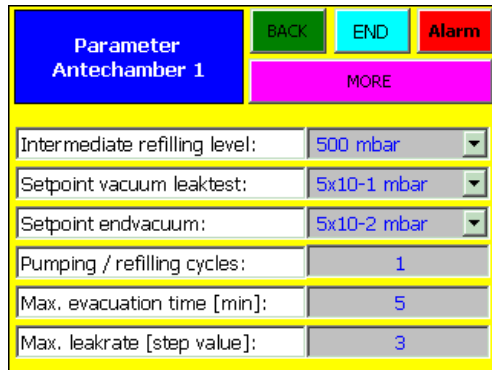 Parameter
Antechamber 1
BACK
END
Alarm
MORE
Intermediate refilling level: 500 mbar
Setpoint vacuum leaktest: 5x10-1 mbar
Setpoint endvacuum: 5x10-2 mbar
Pumping / refilling cycles: 1
Max. evacuation time [min]: 5
Max. leakrate [step value]: 3